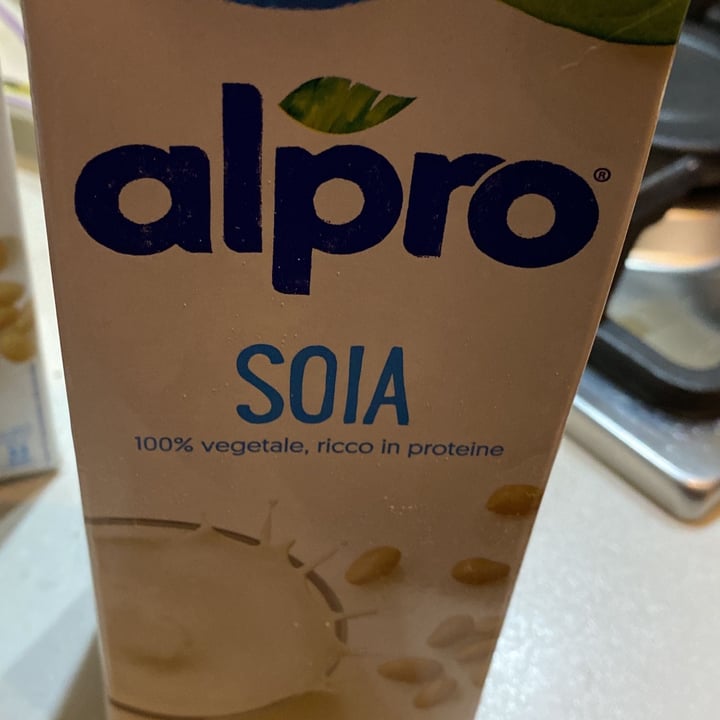 alpro®
SOIA
100% vegetale, ricco in proteine